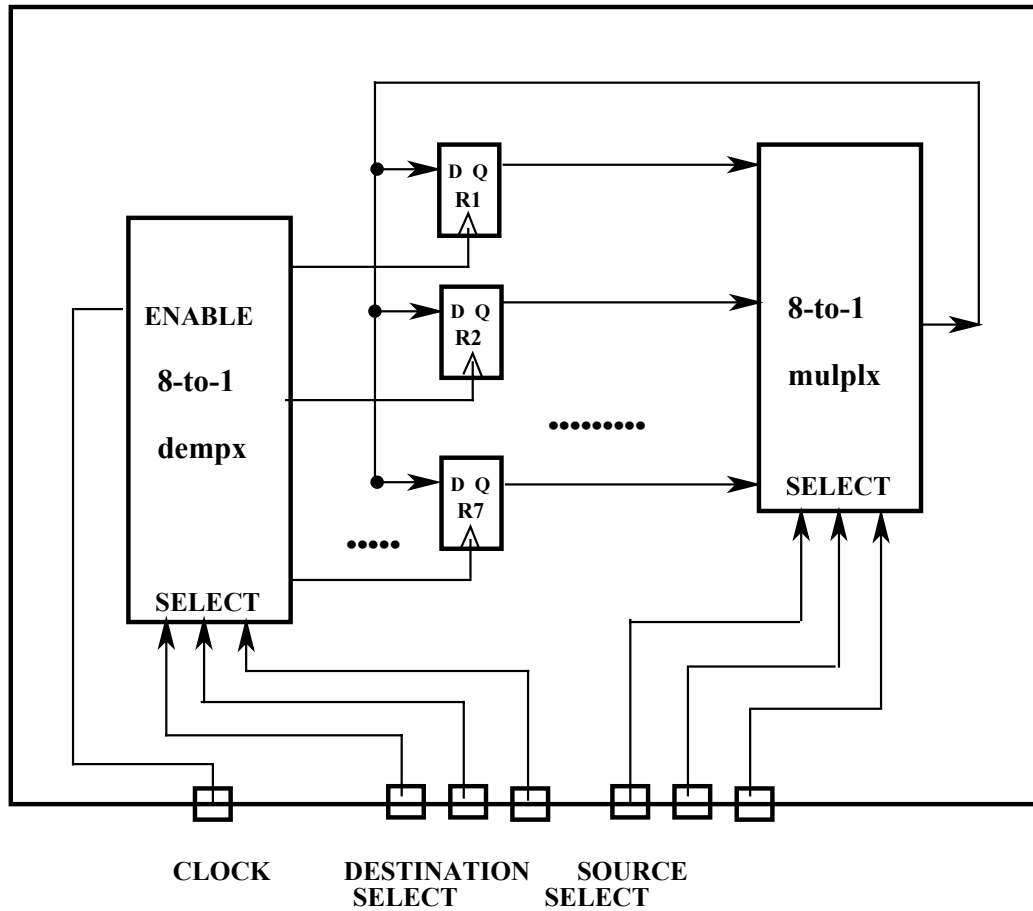 D Q
R1
ENABLE
8-to-1
dempx
SELECT
D Q
R2
D Q
R7
8-to-1
mulplx
SELECT
CLOCK
DESTINATION
SELECT
SOURCE
SELECT